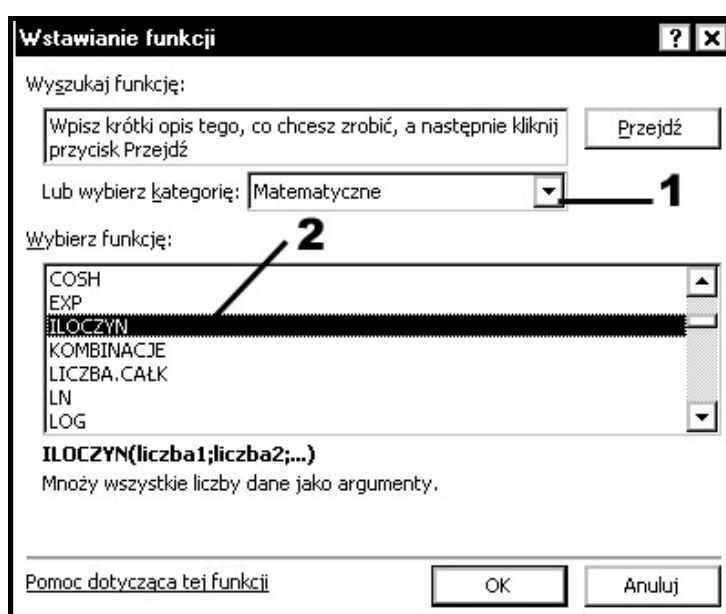 Wstawianie funkcji ? X
Wyszukaj funkcję:
Wpisz krótki opis tego, co chcesz zrobić, a następnie kliknij
przycisk Przejdź
Przejdź
Lub wybierz kategorię: Matematyczne
1
Wybierz funkcję:
2
COSH
EXP
ILOCZYN
KOMBINACJE
LICZBA.CAŁK
LN
LOG
ILOCZYN(liczba1;liczba2;...)
Mnoży wszystkie liczby dane jako argumenty.
Pomoc dotycząca tej funkcji
OK
Anuluj